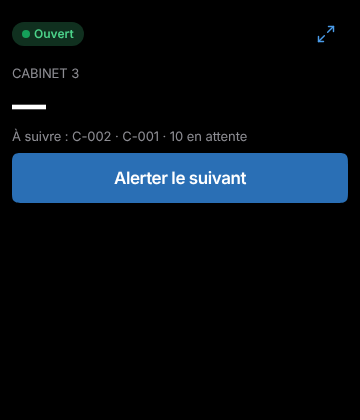 Ouvert
CABINET 3
—
À suivre : C-002 · C-001 · 10 en attente
Alerter le suivant